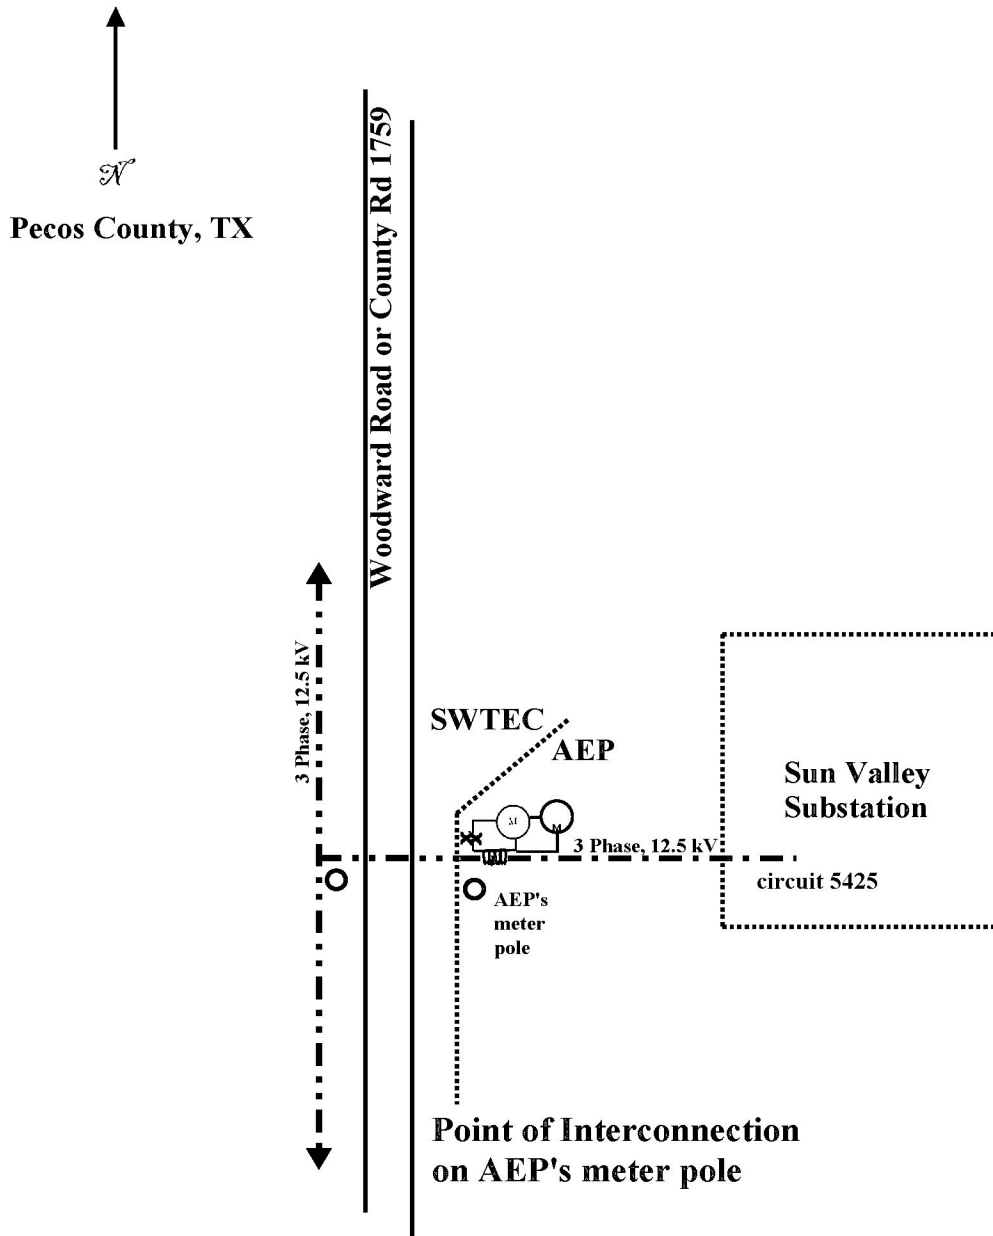 N
Pecos County, TX
Woodward Road or County Rd 1759
3 Phase, 12.5 kV
SWTEC
AEP
Sun Valley
Substation
M
M
3 Phase, 12.5 kV
circuit 5425
AEP's
meter
pole
Point of Interconnection
on AEP's meter pole